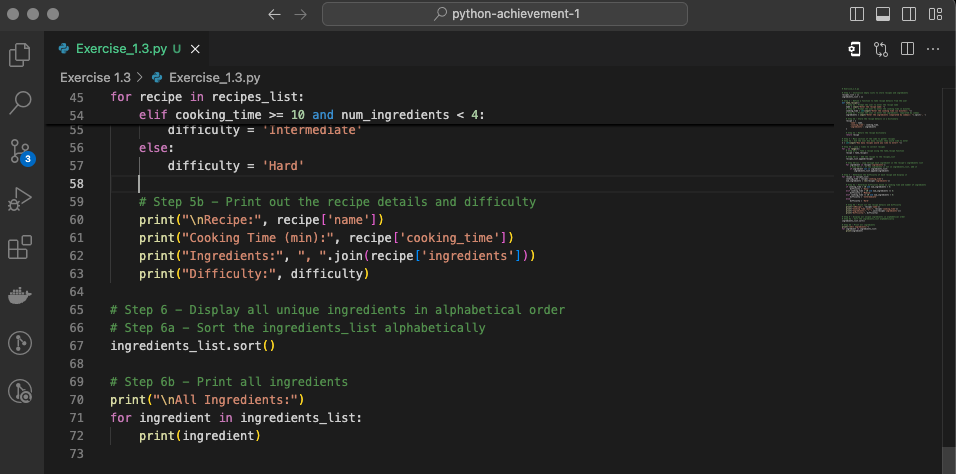 python-achievement-1
Exercise_1.3.py U
Exercise 1.3 > Exercise_1.3.py
45 for recipe in recipes_list:
54 elif cooking_time >= 10 and num_ingredients < 4:
55 difficulty = 'Intermediate'
56 else:
57 difficulty = 'Hard'
58
59 # Step 5b – Print out the recipe details and difficulty
60 print("\nRecipe:", recipe['name'])
61 print("Cooking Time (min):", recipe['cooking_time'])
62 print("Ingredients:", ", ".join(recipe['ingredients']))
63 print("Difficulty:", difficulty)
64
65 # Step 6 – Display all unique ingredients in alphabetical order
66 # Step 6a – Sort the ingredients_list alphabetically
67 ingredients_list.sort()
68
69 # Step 6b – Print all ingredients
70 print("\nAll Ingredients:")
71 for ingredient in ingredients_list:
72 print(ingredient)
73
3